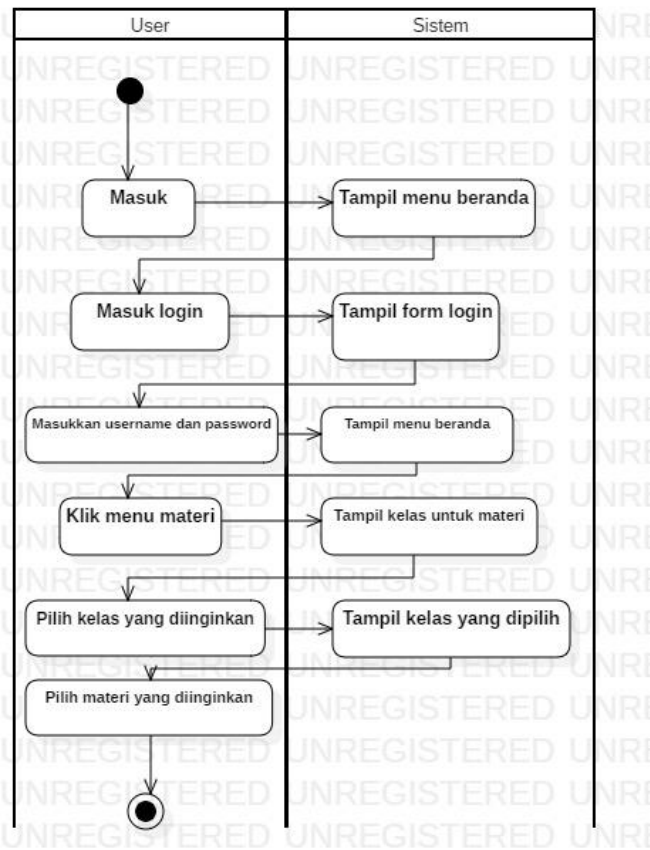 User
Sistem
Masuk
Tampil menu beranda
Masuk login
Tampil form login
Masukkan username dan password
Tampil menu beranda
Klik menu materi
Tampil kelas untuk materi
Pilih kelas yang diinginkan
Tampil kelas yang dipilih
Pilih materi yang diinginkan
UNREGISTERED